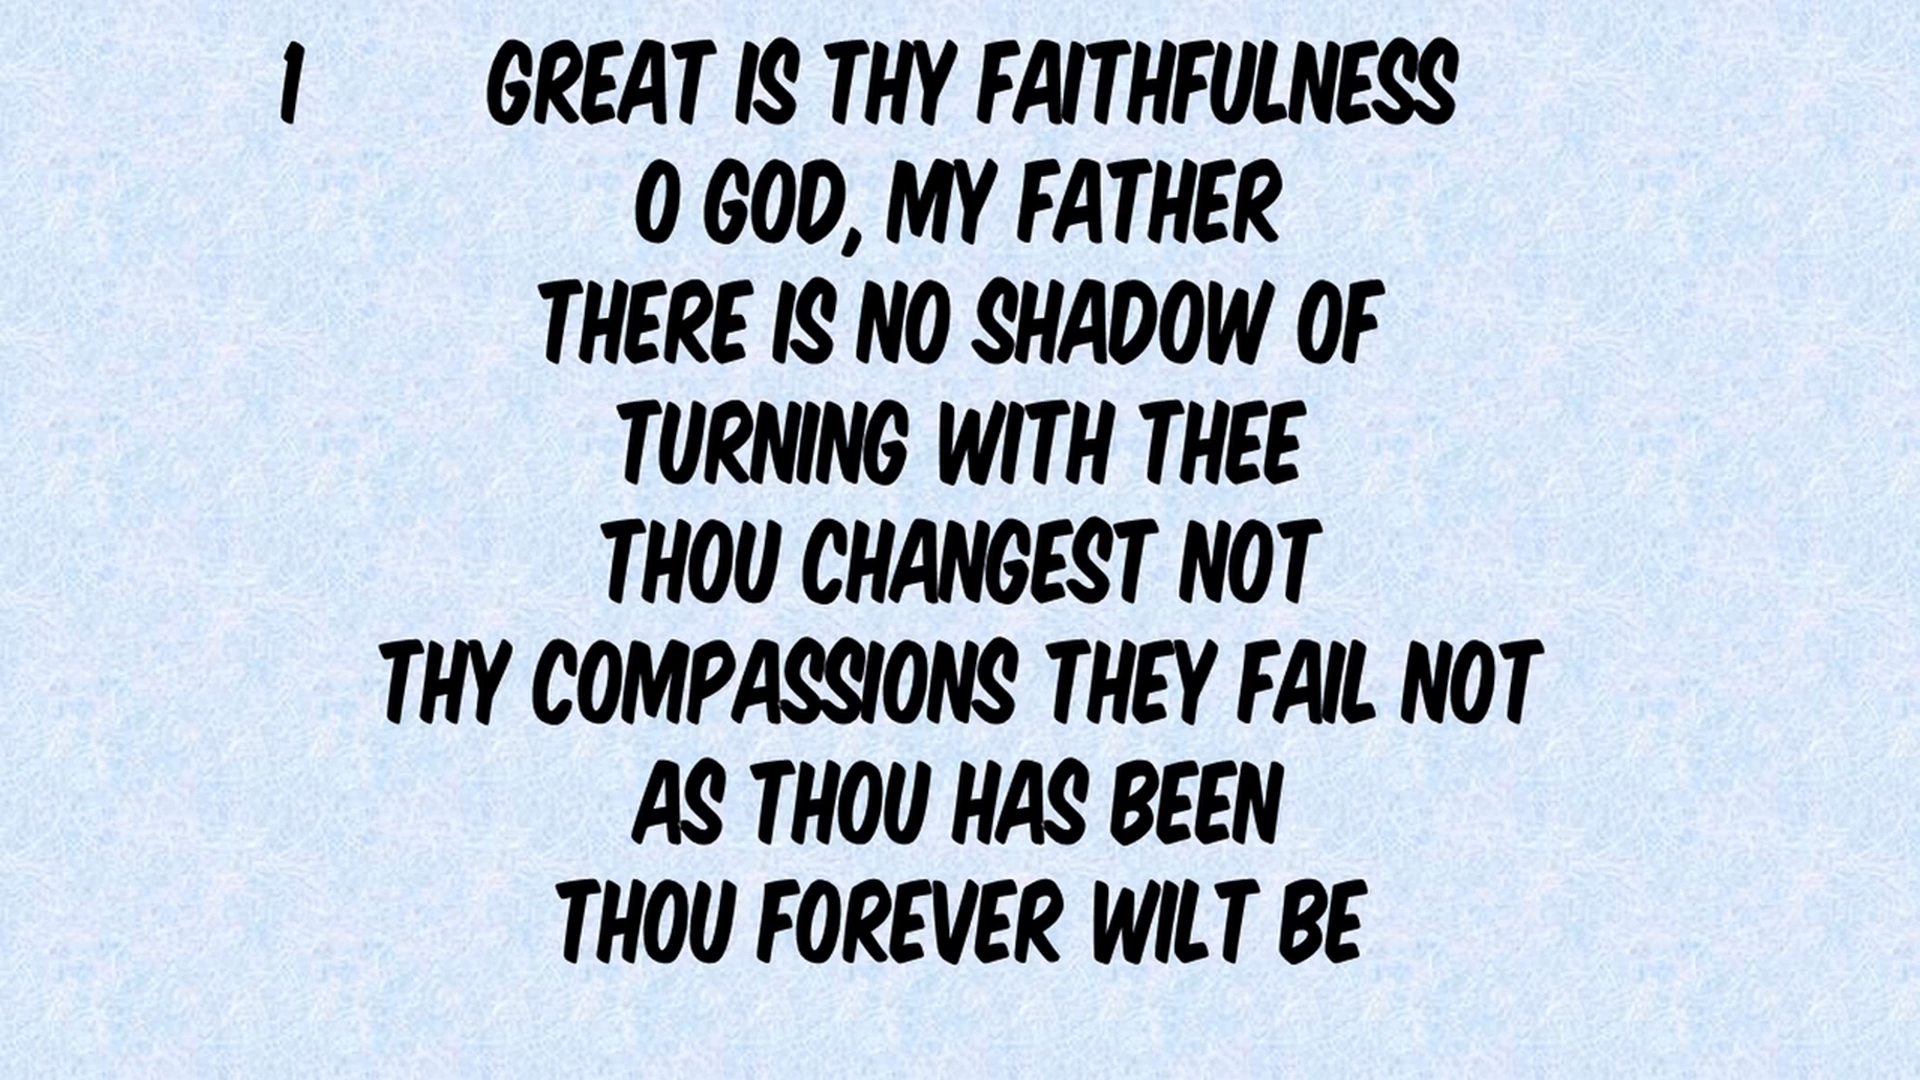 1 GREAT IS THY FAITHFULNESS
O GOD, MY FATHER
THERE IS NO SHADOW OF
TURNING WITH THEE
THOU CHANGEST NOT
THY COMPASSIONS THEY FAIL NOT
AS THOU HAS BEEN
THOU FOREVER WILT BE